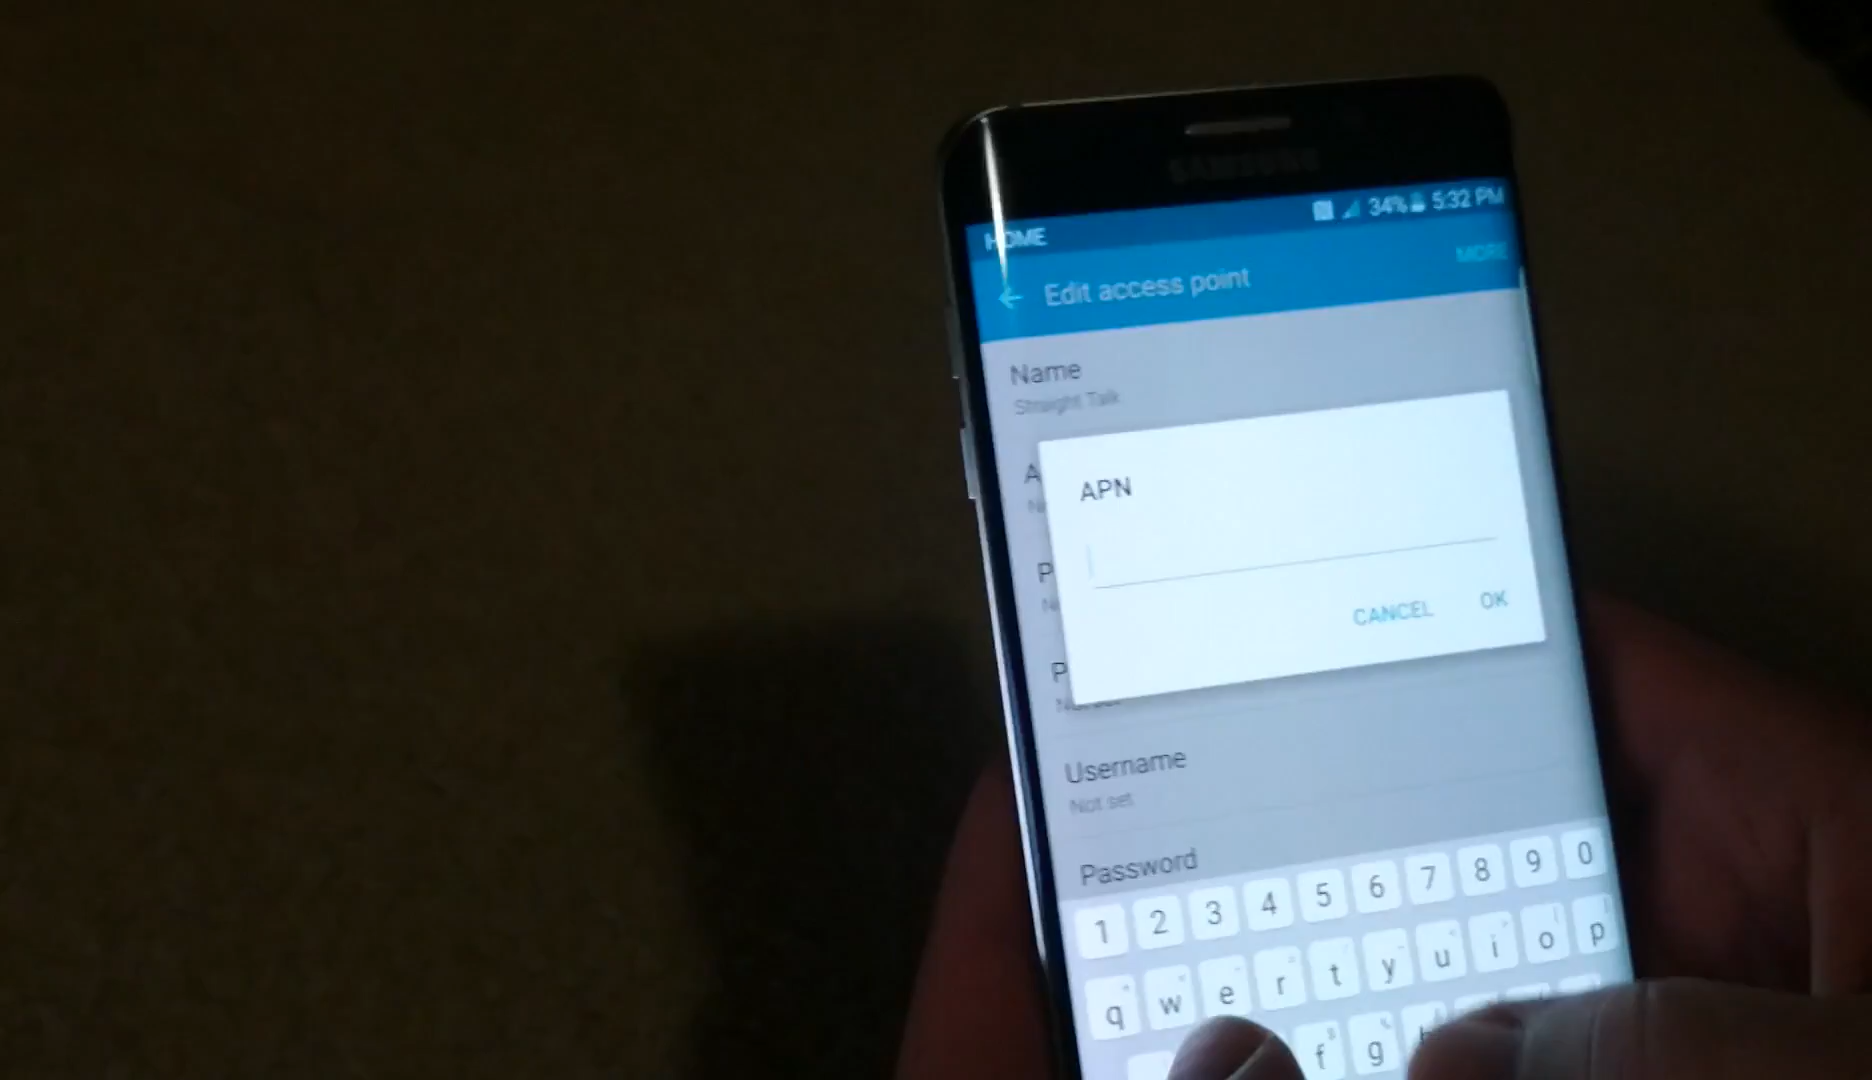 SAMSUNG
34% 5:32 PM
HOME
MORE
Edit access point
Name
Straight Talk
A
APN
P
CANCEL OK
P
Username
Not set
Password
1 2 3 4 5 6 7 8 9 0
q w e r t y u i o p
f g